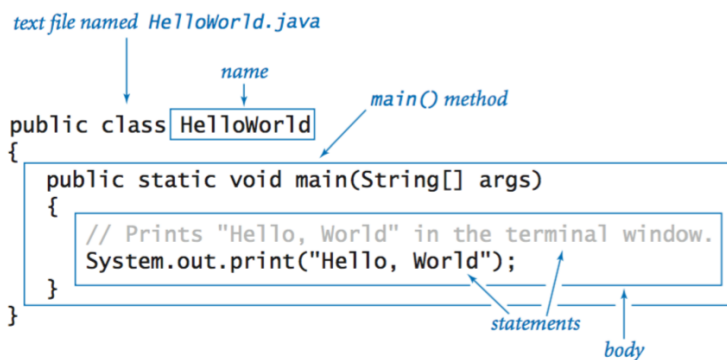 text file named HelloWorld.java
name
main() method
public class HelloWorld
{
public static void main(String[] args)
{
// Prints "Hello, World" in the terminal window.
System.out.print("Hello, World");
}
}
statements
body